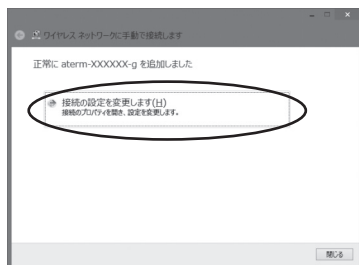 ワイヤレス ネットワークに手動で接続します
正常に aterm-XXXXXX-g を追加しました
接続の設定を変更します(H)
接続のプロパティを開き、設定を変更します。
閉じる